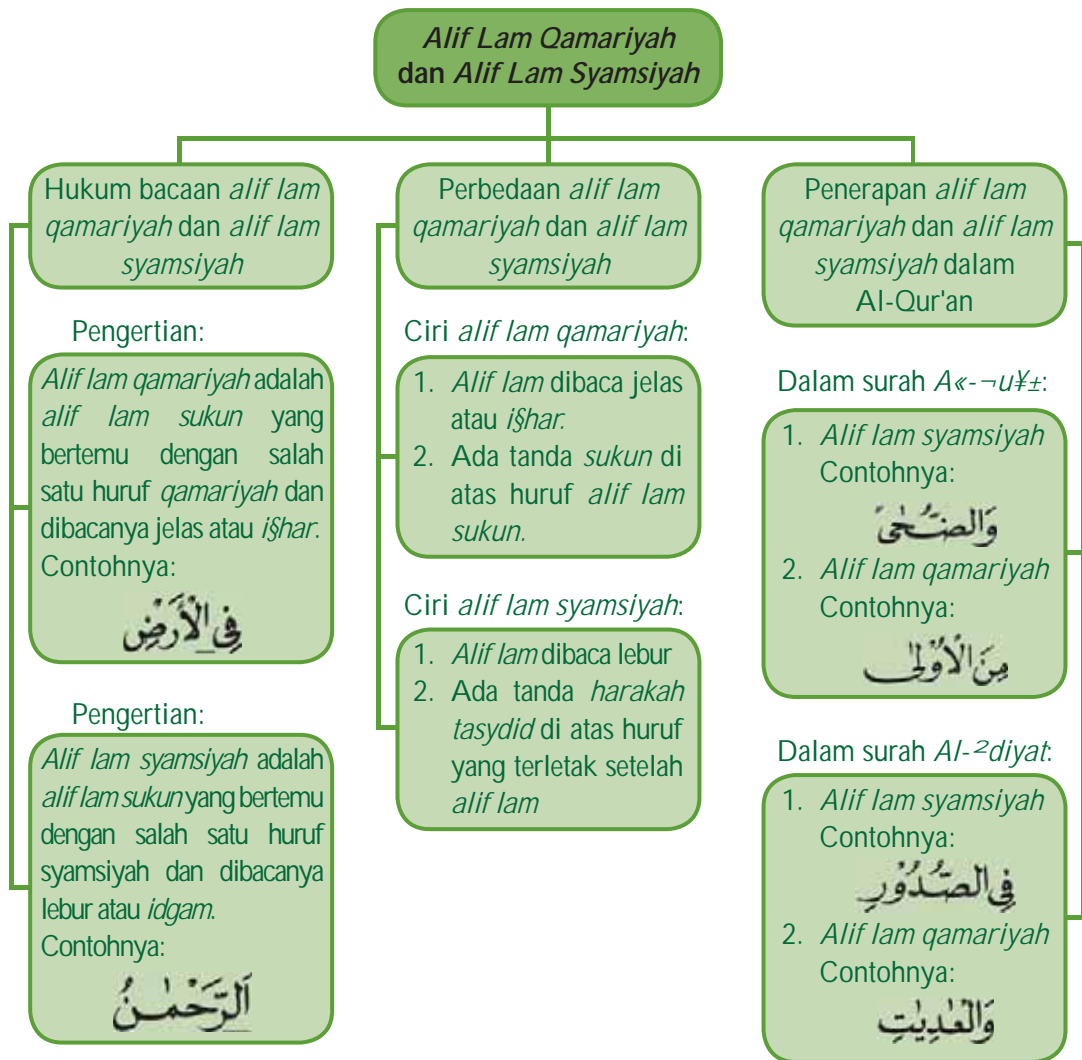 Alif Lam Qamariyah
dan Alif Lam Syamsiyah
Hukum bacaan alif lam
qamariyah dan alif lam
syamsiyah
Pengertian:
Alif lam qamariyah adalah
alif lam sukun yang
bertemu dengan salah
satu huruf qamariyah dan
dibacanya jelas atau i§har.
Contohnya:
فِى الْأَرْضِ
Pengertian:
Alif lam syamsiyah adalah
alif lam sukun yang bertemu
dengan salah satu huruf
syamsiyah dan dibacanya
lebur atau idgam.
Contohnya:
اَلرَّحْمٰنُ
Perbedaan alif lam
qamariyah dan alif lam
syamsiyah
Ciri alif lam qamariyah:
1. Alif lam dibaca jelas
atau i§har.
2. Ada tanda sukun di
atas huruf alif lam
sukun.
Ciri alif lam syamsiyah:
1. Alif lam dibaca lebur
2. Ada tanda harakah
tasydid di atas huruf
yang terletak setelah
alif lam
Penerapan alif lam
qamariyah dan alif lam
syamsiyah dalam
Al-Qur'an
Dalam surah A«-¬u¥±:
1. Alif lam syamsiyah
Contohnya:
وَالضُّحٰىۙ
2. Alif lam qamariyah
Contohnya:
مِنَ الْاُوْلٰى
Dalam surah Al-²diyat:
1. Alif lam syamsiyah
Contohnya:
فِى الصُّدُوْرِ
2. Alif lam qamariyah
Contohnya:
وَالْعٰدِيٰتِ